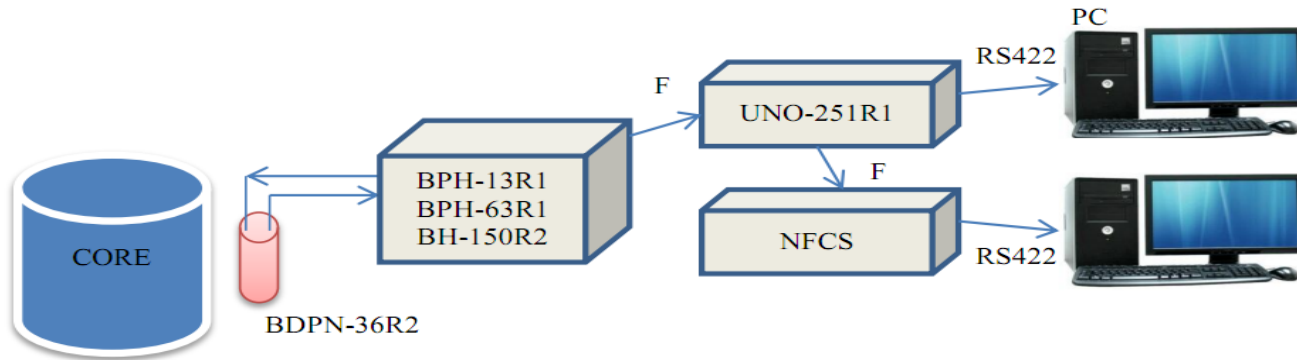 PC
RS422
F
UNO-251R1
BPH-13R1
BPH-63R1
BH-150R2
F
CORE
NFCS
RS422
BDPN-36R2